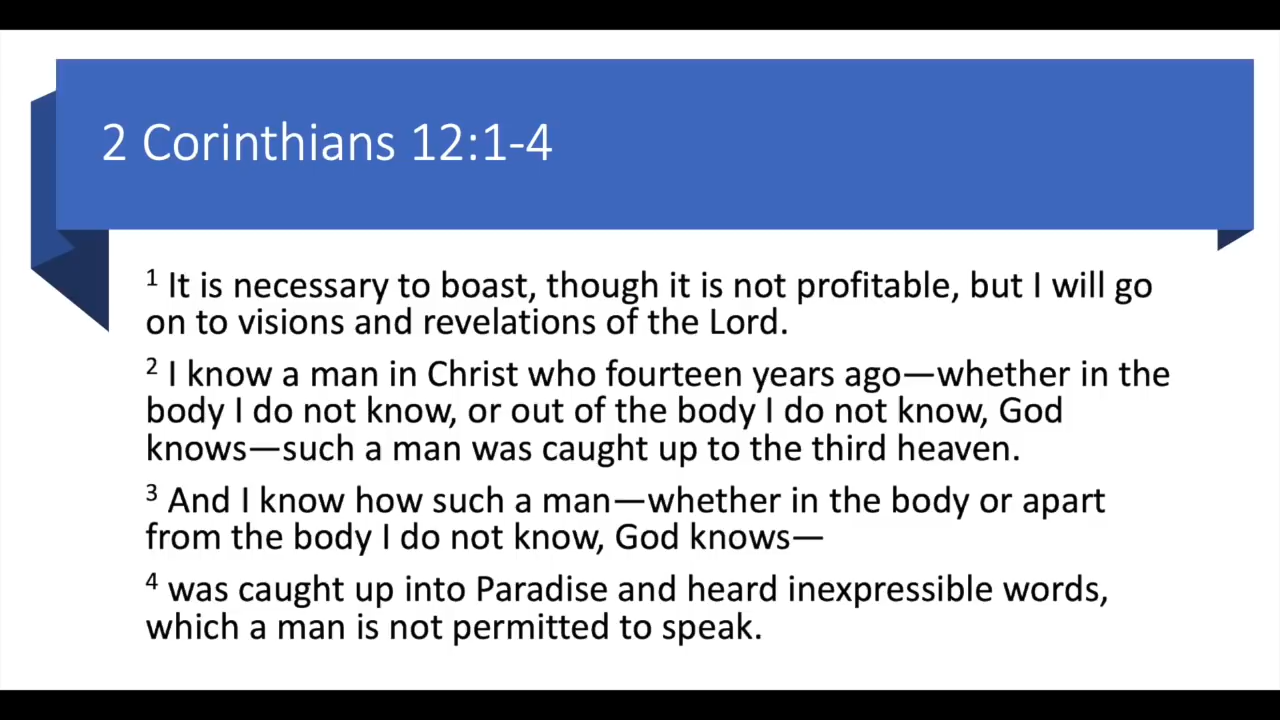 2 Corinthians 12:1-4
1 It is necessary to boast, though it is not profitable, but I will go
on to visions and revelations of the Lord.
2 I know a man in Christ who fourteen years ago—whether in the
body I do not know, or out of the body I do not know, God
knows—such a man was caught up to the third heaven.
3 And I know how such a man—whether in the body or apart
from the body I do not know, God knows—
4 was caught up into Paradise and heard inexpressible words,
which a man is not permitted to speak.